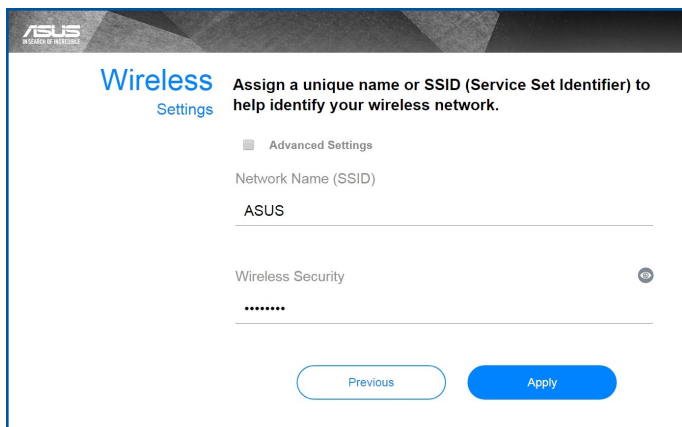 ASUS
IN SEARCH OF INCREDIBLE
Wireless
Settings
Assign a unique name or SSID (Service Set Identifier) to
help identify your wireless network.
Advanced Settings
Network Name (SSID)
ASUS
Wireless Security
••••••••
Previous
Apply